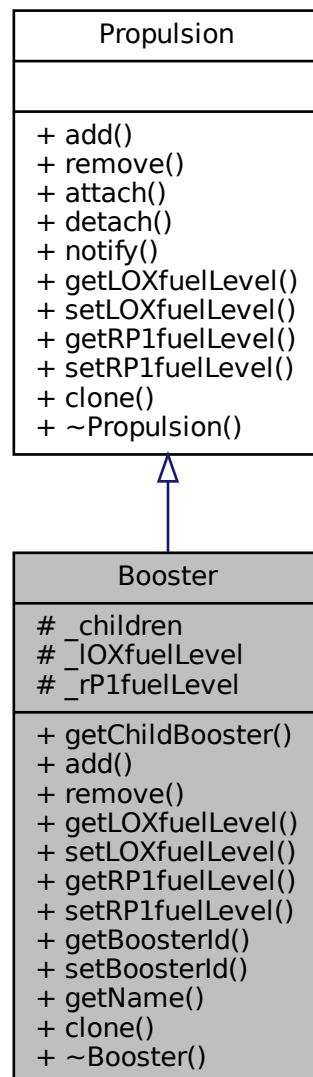 Propulsion
+ add()
+ remove()
+ attach()
+ detach()
+ notify()
+ getLOXfuelLevel()
+ setLOXfuelLevel()
+ getRP1fuelLevel()
+ setRP1fuelLevel()
+ clone()
+ ~Propulsion()
Booster
# _children
# _lOXfuelLevel
# _rP1fuelLevel
+ getChildBooster()
+ add()
+ remove()
+ getLOXfuelLevel()
+ setLOXfuelLevel()
+ getRP1fuelLevel()
+ setRP1fuelLevel()
+ getBoosterId()
+ setBoosterId()
+ getName()
+ clone()
+ ~Booster()